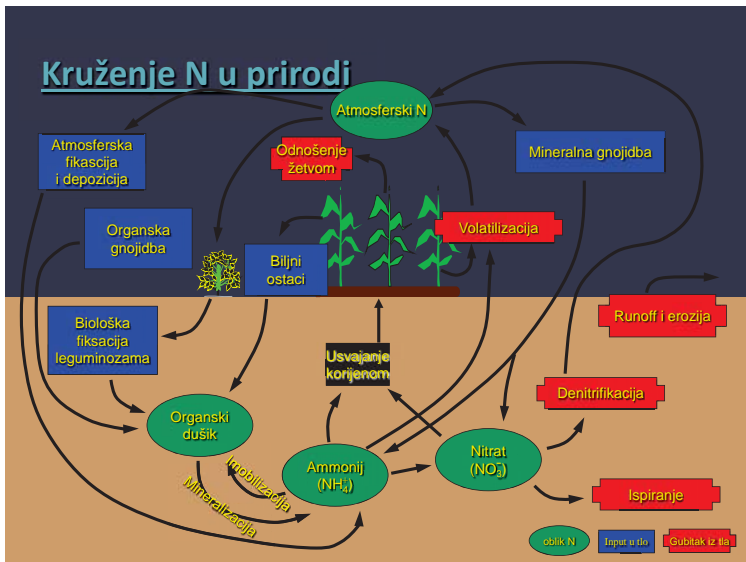 Kruženje N u prirodi
Atmosferski N
Atmosferska
fikascija
i depozicija
Odnošenje
žetvom
Mineralna gnojidba
Organska
gnojidba
Biljni
ostaci
Volatilizacija
Biološka
fiksacija
leguminozama
Usvajanje
korijenom
Runoff i erozija
Denitrifikacija
Organski
dušik
Imobilizacija
Mineralizacija
Ammonij
(NH₄⁺)
Nitrat
(NO₃⁻)
Ispiranje
oblik N
Input u tlo
Gubitak iz tla